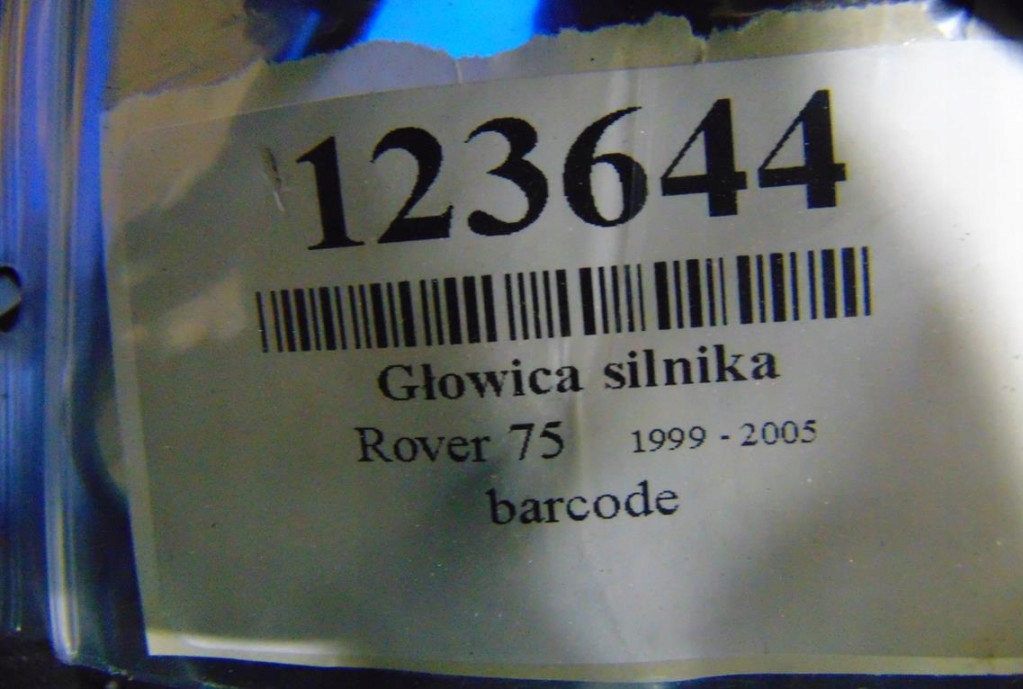 123644
Głowica silnika
Rover 75 1999 - 2005
barcode